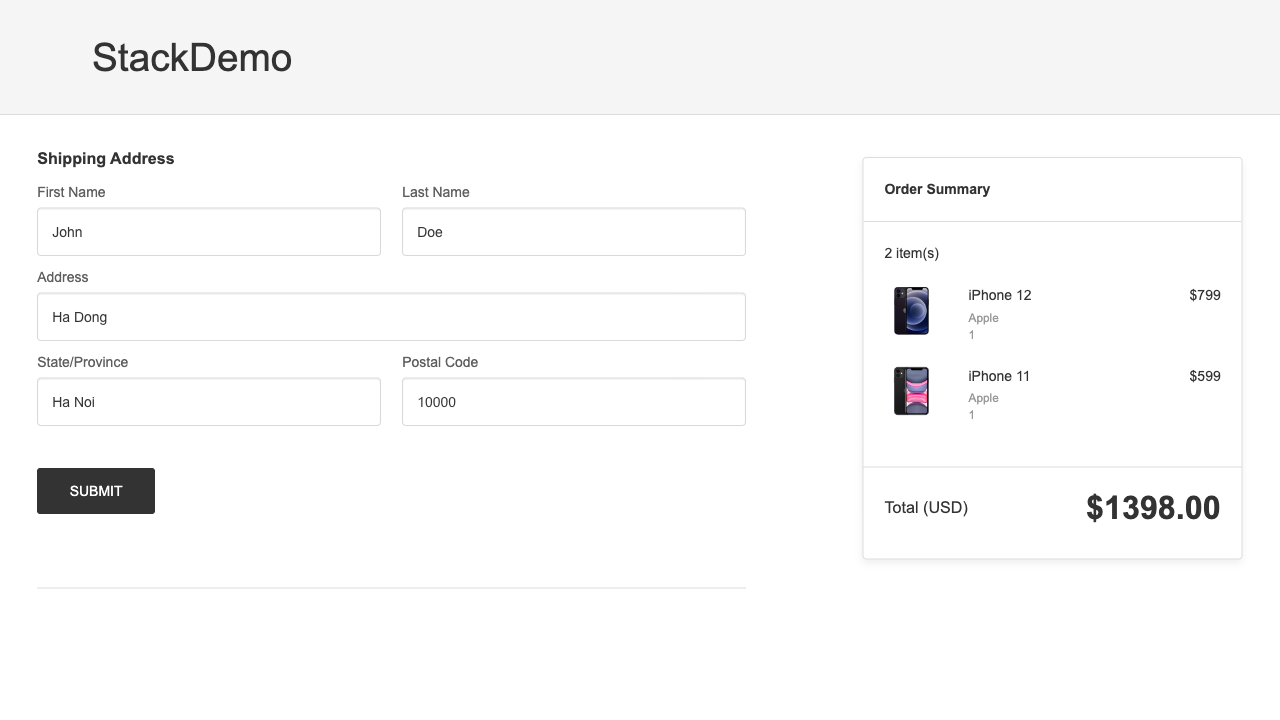 StackDemo
Shipping Address
First Name
Last Name
John
Doe
Address
Ha Dong
State/Province
Postal Code
Ha Noi
10000
SUBMIT
Order Summary
2 item(s)
iPhone 12
$799
Apple
1
iPhone 11
$599
Apple
1
Total (USD)
$1398.00